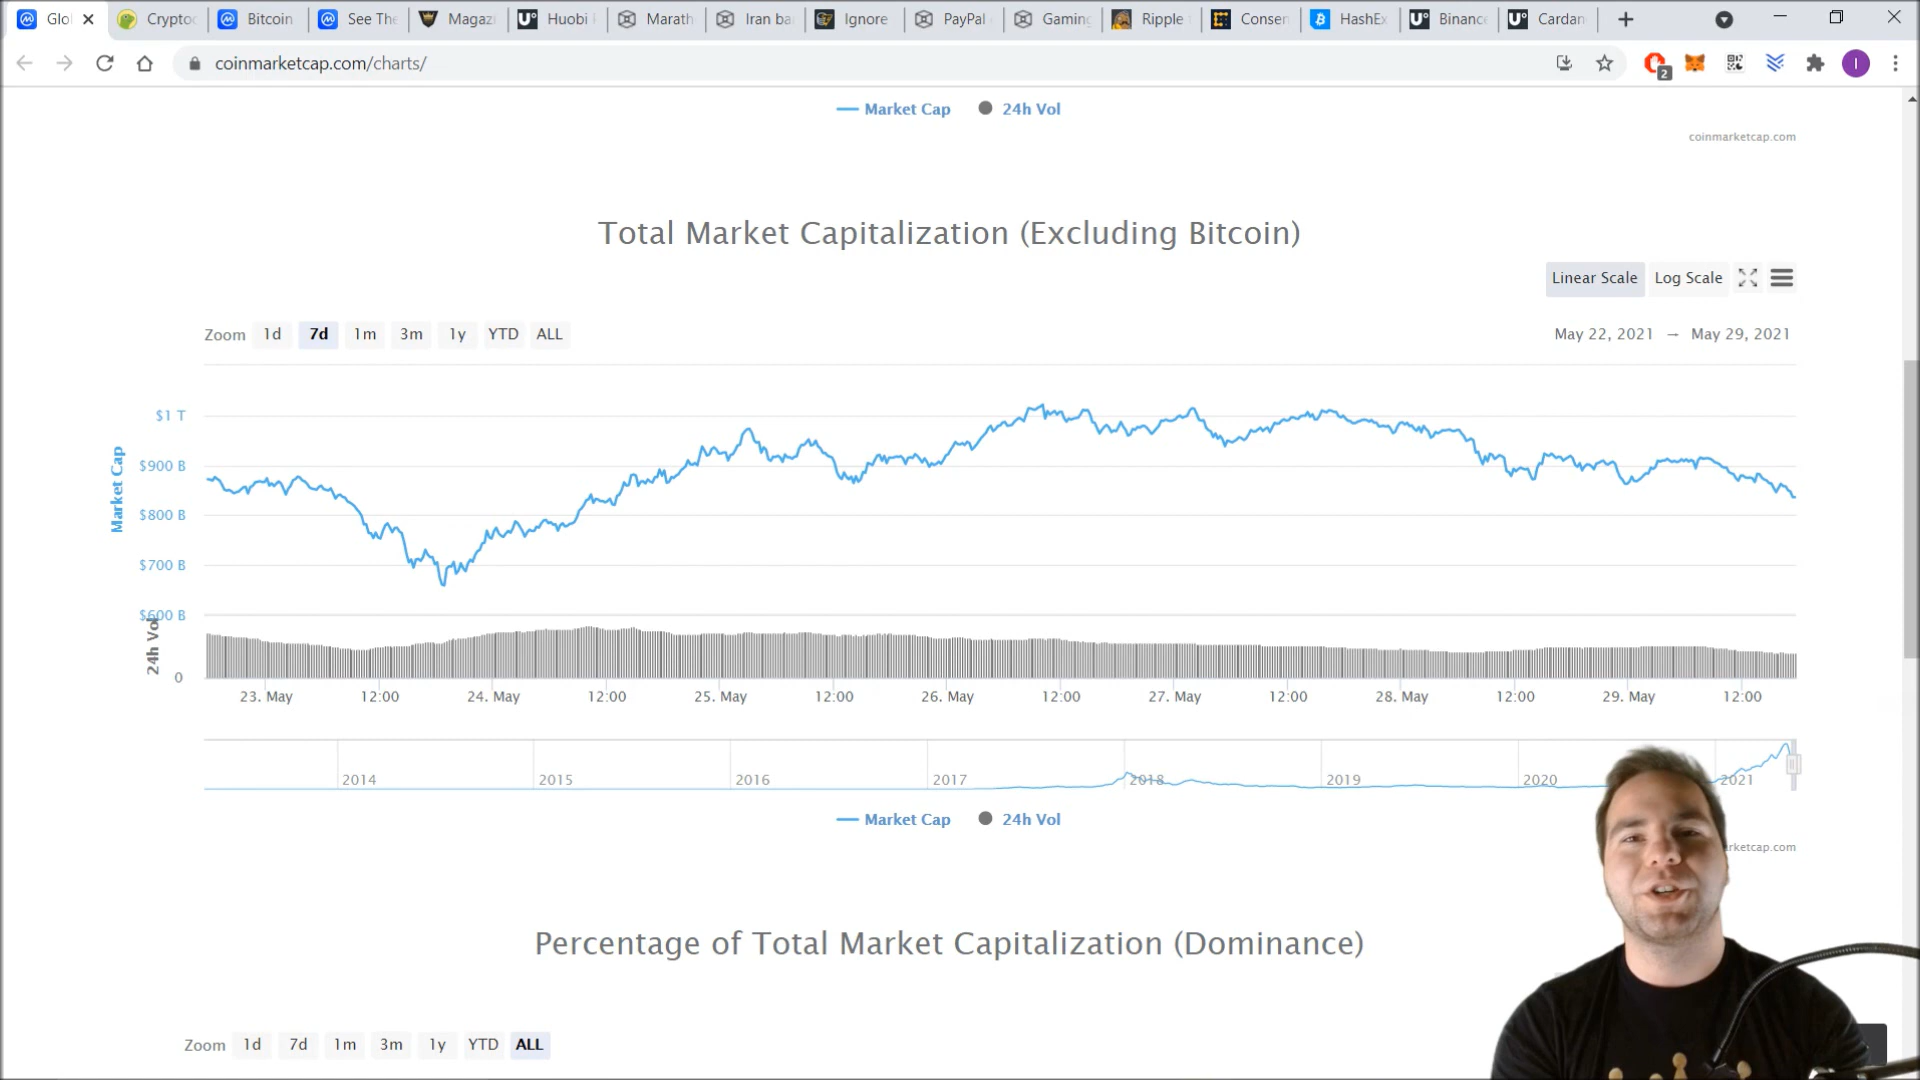 Glo
Crypto
Bitcoin
See The
Magazi
Huobi
Marath
Iran ba
Ignore
PayPal
Gaming
Ripple
Consen
HashEx
Binance
Cardan
coinmarketcap.com/charts/
2
I
Market Cap 24h Vol
coinmarketcap.com
Total Market Capitalization (Excluding Bitcoin)
Linear Scale Log Scale
Zoom 1d 7d 1m 3m 1y YTD ALL
May 22, 2021 → May 29, 2021
Market Cap
$1 T
$900 B
$800 B
$700 B
$600 B
24h Vol
0
23. May 12:00 24. May 12:00 25. May 12:00 26. May 12:00 27. May 12:00 28. May 12:00 29. May 12:00
2014 2015 2016 2017 2018 2019 2020 2021
Market Cap 24h Vol
rketcap.com
Percentage of Total Market Capitalization (Dominance)
Zoom 1d 7d 1m 3m 1y YTD ALL